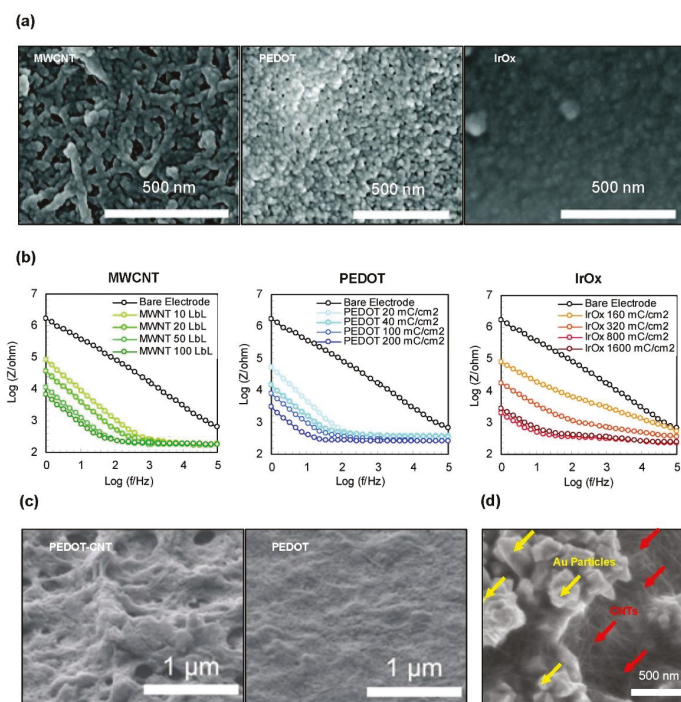 (a)
MWCNT
PEDOT
IrOx
500 nm
500 nm
500 nm
(b)
MWCNT
PEDOT
IrOx
7
6
5
4
3
2
Log (Z/ohm)
Bare Electrode
MWNT 10 LbL
MWNT 20 LbL
MWNT 50 LbL
MWNT 100 LbL
0 1 2 3 4 5
Log (f/Hz)
7
6
5
4
3
2
Log (Z/ohm)
Bare Electrode
PEDOT 20 mC/cm2
PEDOT 40 mC/cm2
PEDOT 100 mC/cm2
PEDOT 200 mC/cm2
0 1 2 3 4 5
Log (f/Hz)
7
6
5
4
3
2
Log (Z/ohm)
Bare Electrode
IrOx 160 mC/cm2
IrOx 320 mC/cm2
IrOx 800 mC/cm2
IrOx 1600 mC/cm2
0 1 2 3 4 5
Log (f/Hz)
(c)
PEDOT-CNT
PEDOT
1 μm
1 μm
(d)
Au Particles
CNTs
500 nm